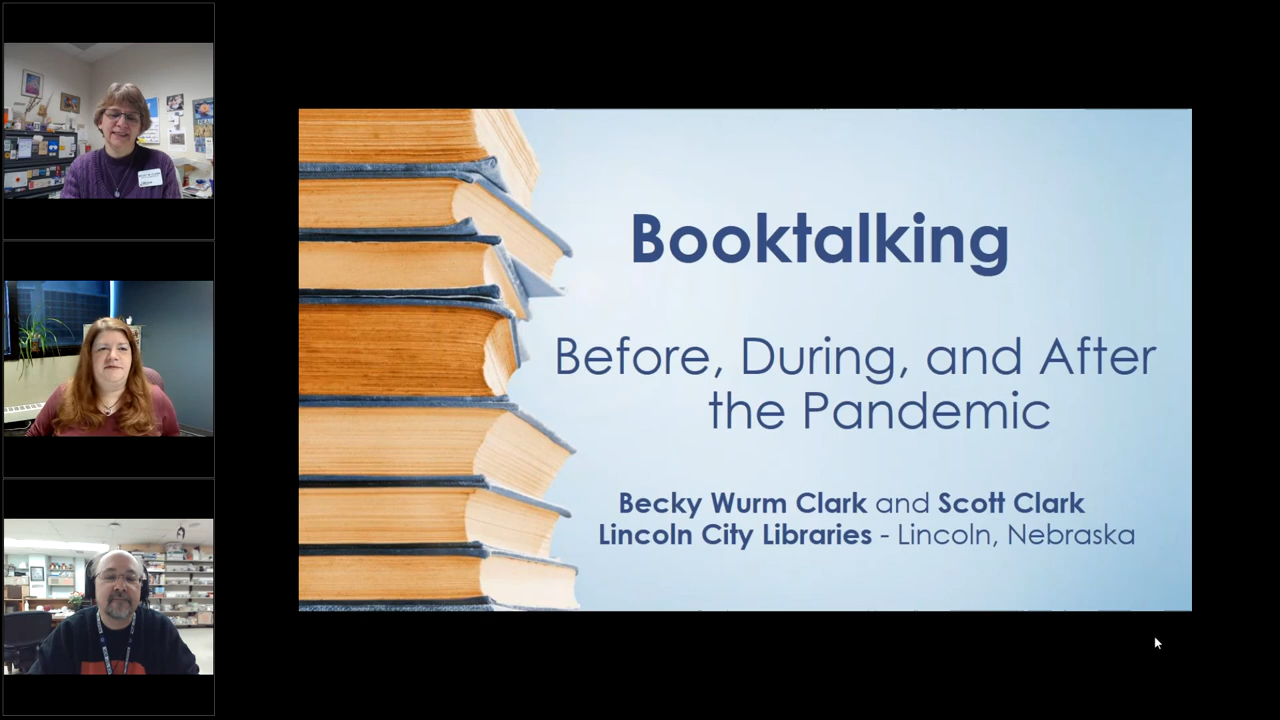 Booktalking
Before, During, and After
the Pandemic
Becky Wurm Clark and Scott Clark
Lincoln City Libraries - Lincoln, Nebraska